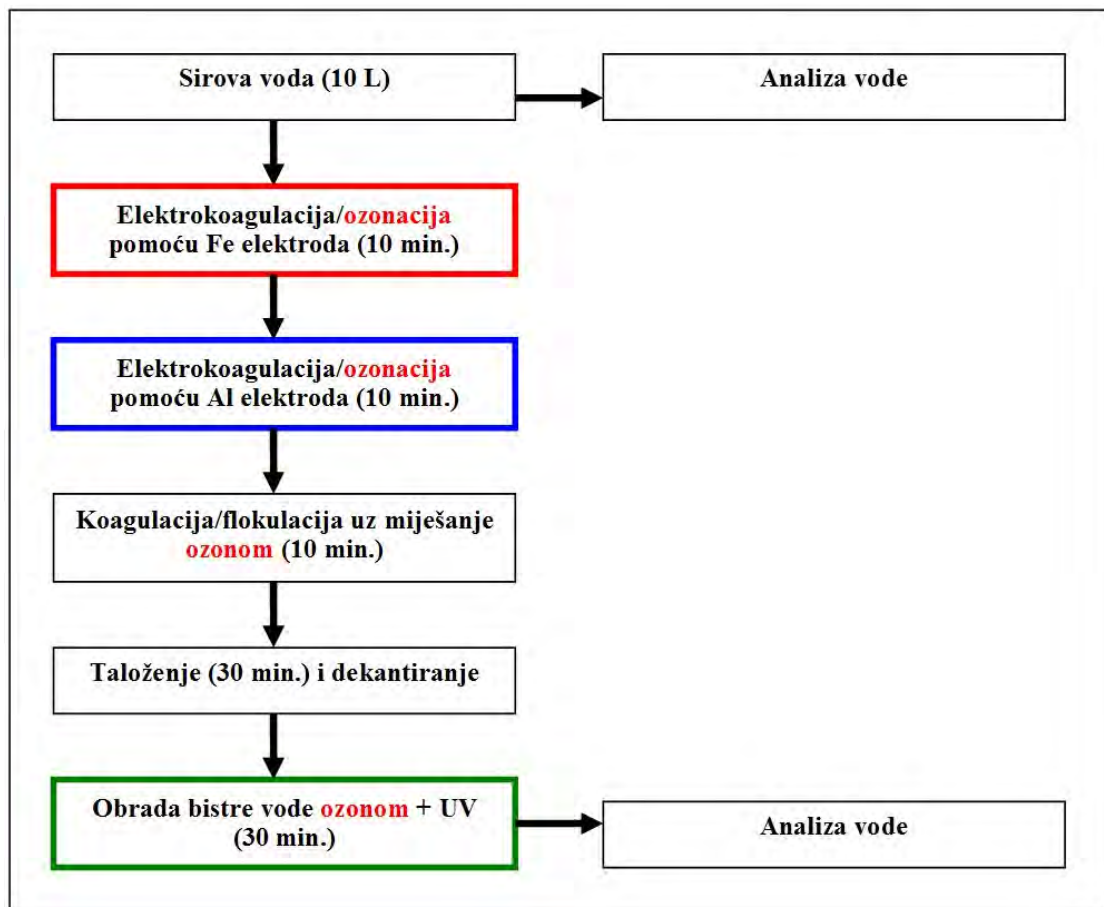 Sirova voda (10 L)
Analiza vode
Elektrokoagulacija/ozonacija
pomoću Fe elektroda (10 min.)
Elektrokoagulacija/ozonacija
pomoću Al elektroda (10 min.)
Koagulacija/flokulacija uz miješanje
ozonom (10 min.)
Taloženje (30 min.) i dekantiranje
Obrada bistre vode ozonom + UV
(30 min.)
Analiza vode